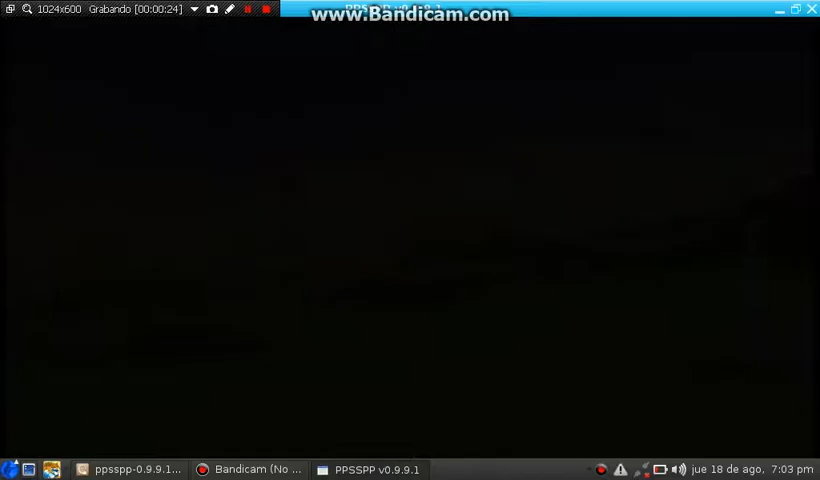 1024x600 Grabando [00:00:24]
www.Bandicam.com
ppsspp-0.9.9.1...
Bandicam (No ...
PPSSPP v0.9.9.1
jue 18 de ago, 7:03 pm